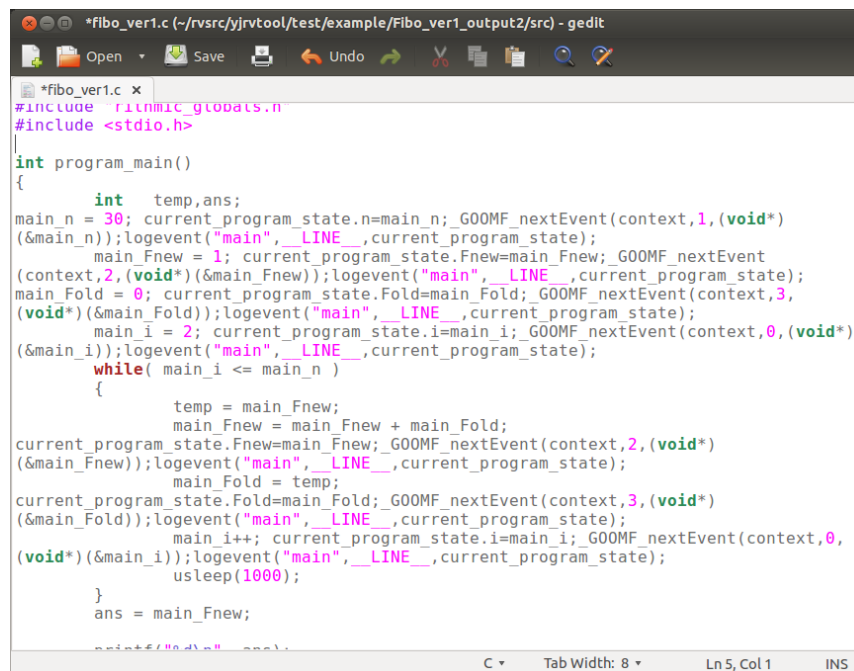 *fibo_ver1.c (~/rvsrc/yjrvtool/test/example/Fibo_ver1_output2/src) - gedit
Open Save Undo
*fibo_ver1.c ×
#include "rithmic_globals.h"
#include <stdio.h>
int program_main()
{
int temp,ans;
main_n = 30; current_program_state.n=main_n;_GOOMF_nextEvent(context,1,(void*)
(&main_n));logevent("main",__LINE__,current_program_state);
main_Fnew = 1; current_program_state.Fnew=main_Fnew;_GOOMF_nextEvent
(context,2,(void*)(&main_Fnew));logevent("main",__LINE__,current_program_state);
main_Fold = 0; current_program_state.Fold=main_Fold;_GOOMF_nextEvent(context,3,
(void*)(&main_Fold));logevent("main",__LINE__,current_program_state);
main_i = 2; current_program_state.i=main_i;_GOOMF_nextEvent(context,0,(void*)
(&main_i));logevent("main",__LINE__,current_program_state);
while( main_i <= main_n )
{
temp = main_Fnew;
main_Fnew = main_Fnew + main_Fold;
current_program_state.Fnew=main_Fnew;_GOOMF_nextEvent(context,2,(void*)
(&main_Fnew));logevent("main",__LINE__,current_program_state);
main_Fold = temp;
current_program_state.Fold=main_Fold;_GOOMF_nextEvent(context,3,(void*)
(&main_Fold));logevent("main",__LINE__,current_program_state);
main_i++; current_program_state.i=main_i;_GOOMF_nextEvent(context,0,
(void*)(&main_i));logevent("main",__LINE__,current_program_state);
usleep(1000);
}
ans = main_Fnew;
printf("%d\n", ans);
C Tab Width: 8 Ln 5, Col 1 INS